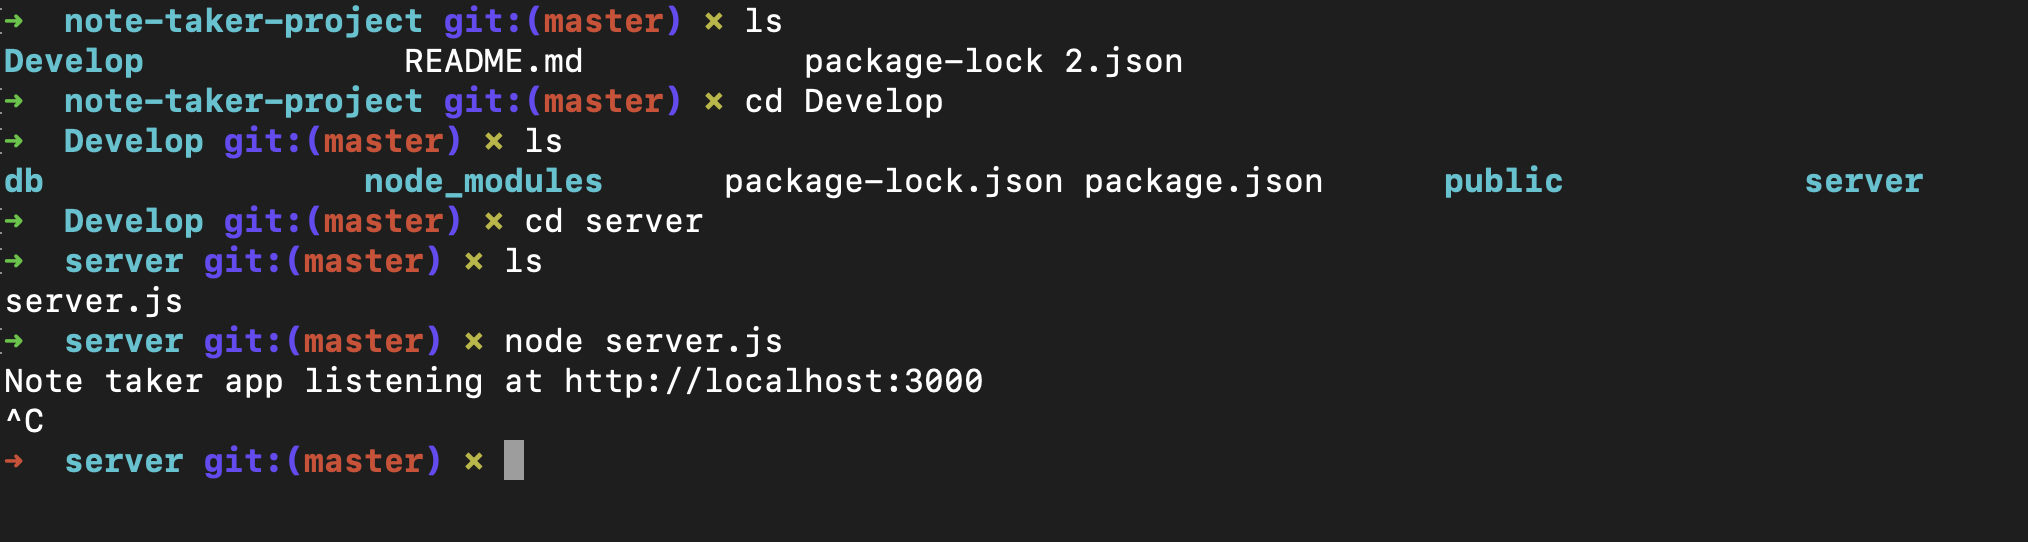 ➜  note-taker-project git:(master) ✗ ls
Develop             README.md           package-lock 2.json
➜  note-taker-project git:(master) ✗ cd Develop
➜  Develop git:(master) ✗ ls
db                node_modules      package-lock.json package.json      public            server
➜  Develop git:(master) ✗ cd server
➜  server git:(master) ✗ ls
server.js
➜  server git:(master) ✗ node server.js
Note taker app listening at http://localhost:3000
^C
➜  server git:(master) ✗